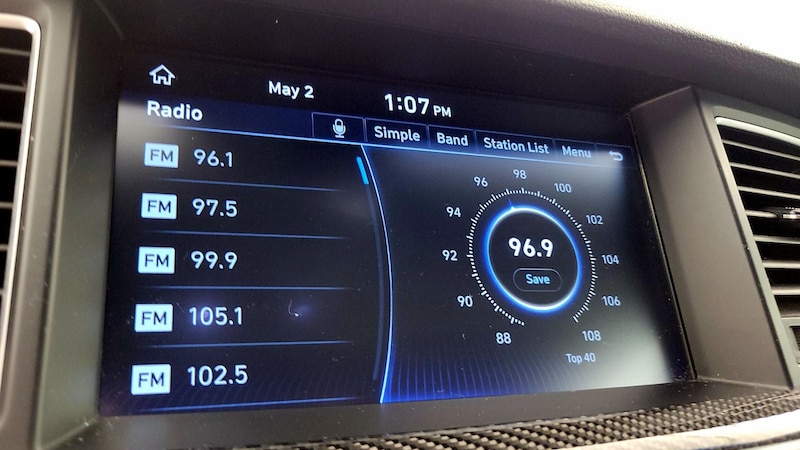 May 2
1:07 PM
Radio
Simple
Band
Station List
Menu
FM 96.1
FM 97.5
FM 99.9
FM 105.1
FM 102.5
88
90
92
94
96
98
100
102
104
106
108
96.9
Save
Top 40